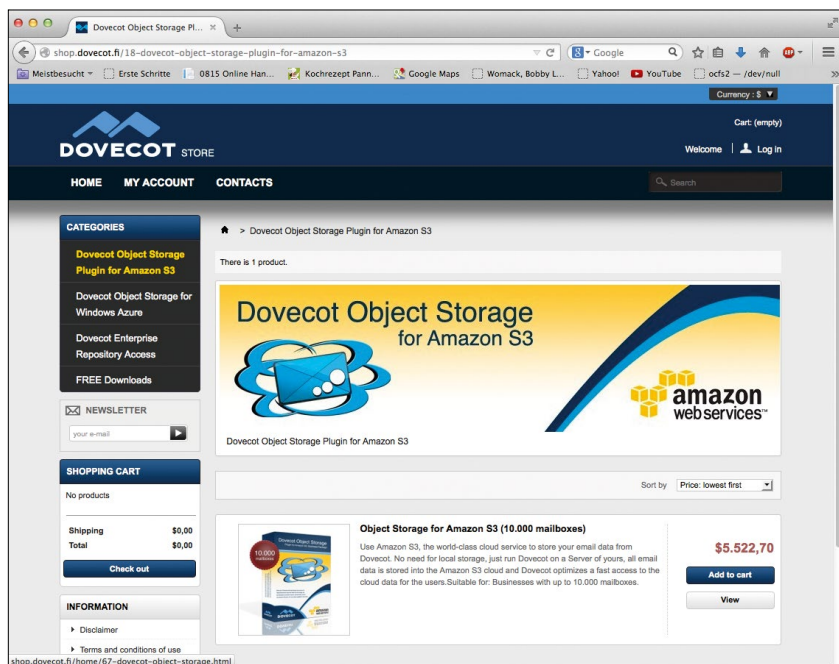 Dovecot Object Storage Pl...
shop.dovecot.fi/18-dovecot-object-storage-plugin-for-amazon-s3
Google
Meistbesucht
Erste Schritte
0815 Online Han...
Kochrezept Pann...
Google Maps
Womack, Bobby L...
Yahoo!
YouTube
ocfs2 — /dev/null
Currency : $
Cart: (empty)
DOVECOT STORE
Welcome | Log in
HOME MY ACCOUNT CONTACTS
Search
CATEGORIES
Dovecot Object Storage
Plugin for Amazon S3
Dovecot Object Storage for
Windows Azure
Dovecot Enterprise
Repository Access
FREE Downloads
NEWSLETTER
your e-mail
SHOPPING CART
No products
Shipping $0,00
Total $0,00
Check out
INFORMATION
Disclaimer
Terms and conditions of use
> Dovecot Object Storage Plugin for Amazon S3
There is 1 product.
Dovecot Object Storage
for Amazon S3
amazon
webservices™
Dovecot Object Storage Plugin for Amazon S3
Sort by Price: lowest first
10.000
mailboxes
Dovecot Object Storage
Object Storage for Amazon S3 (10.000 mailboxes)
Use Amazon S3, the world-class cloud service to store your email data from
Dovecot. No need for local storage, just run Dovecot on a Server of yours, all email
data is stored into the Amazon S3 cloud and Dovecot optimizes a fast access to the
cloud data for the users.Suitable for: Businesses with up to 10.000 mailboxes.
$5.522,70
Add to cart
View
shop.dovecot.fi/home/67-dovecot-object-storage.html